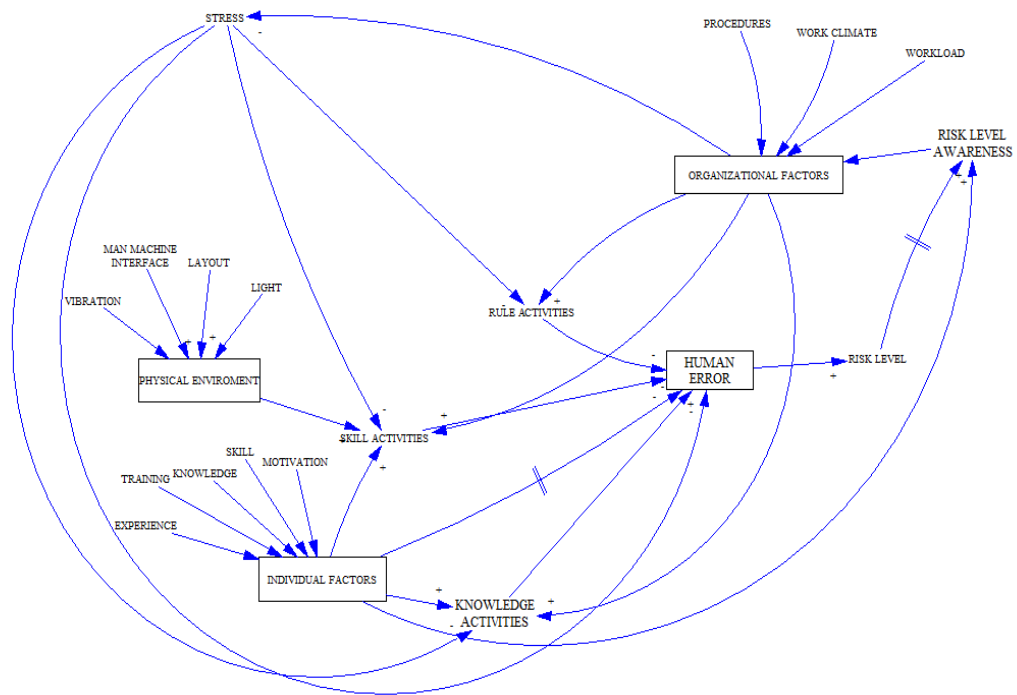 STRESS
PROCEDURES
WORK CLIMATE
WORKLOAD
-
RISK LEVEL
AWARENESS
ORGANIZATIONAL FACTORS
+
+
MAN MACHINE
INTERFACE
LAYOUT
LIGHT
VIBRATION
-
+
RULE ACTIVITIES
+
+
-
HUMAN
ERROR
RISK LEVEL
+
PHYSICAL ENVIROMENT
-
-
+
-
+
-
SKILL ACTIVITIES
+
SKILL
MOTIVATION
KNOWLEDGE
TRAINING
EXPERIENCE
INDIVIDUAL FACTORS
+
+
KNOWLEDGE
ACTIVITIES
-